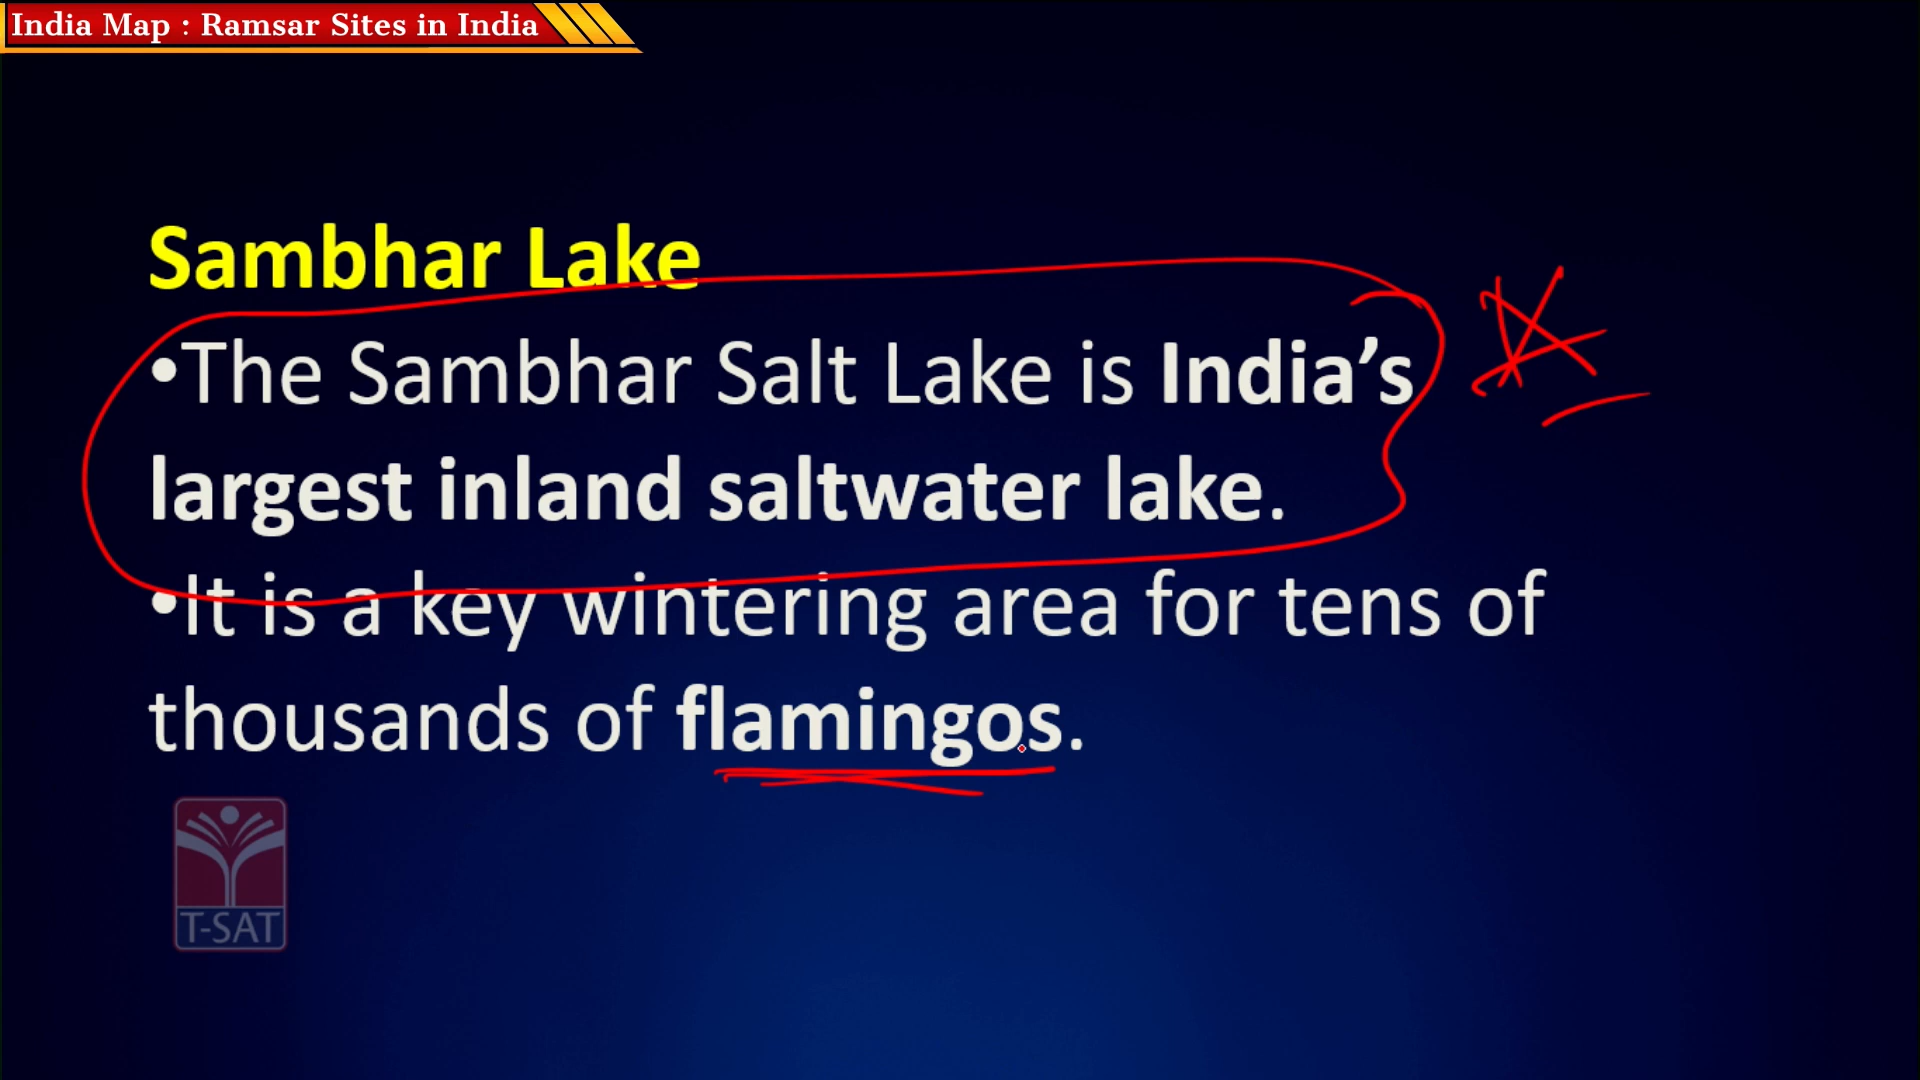 India Map : Ramsar Sites in India
Sambhar Lake
•The Sambhar Salt Lake is India’s
largest inland saltwater lake.
•It is a key wintering area for tens of
thousands of flamingos.
T-SAT